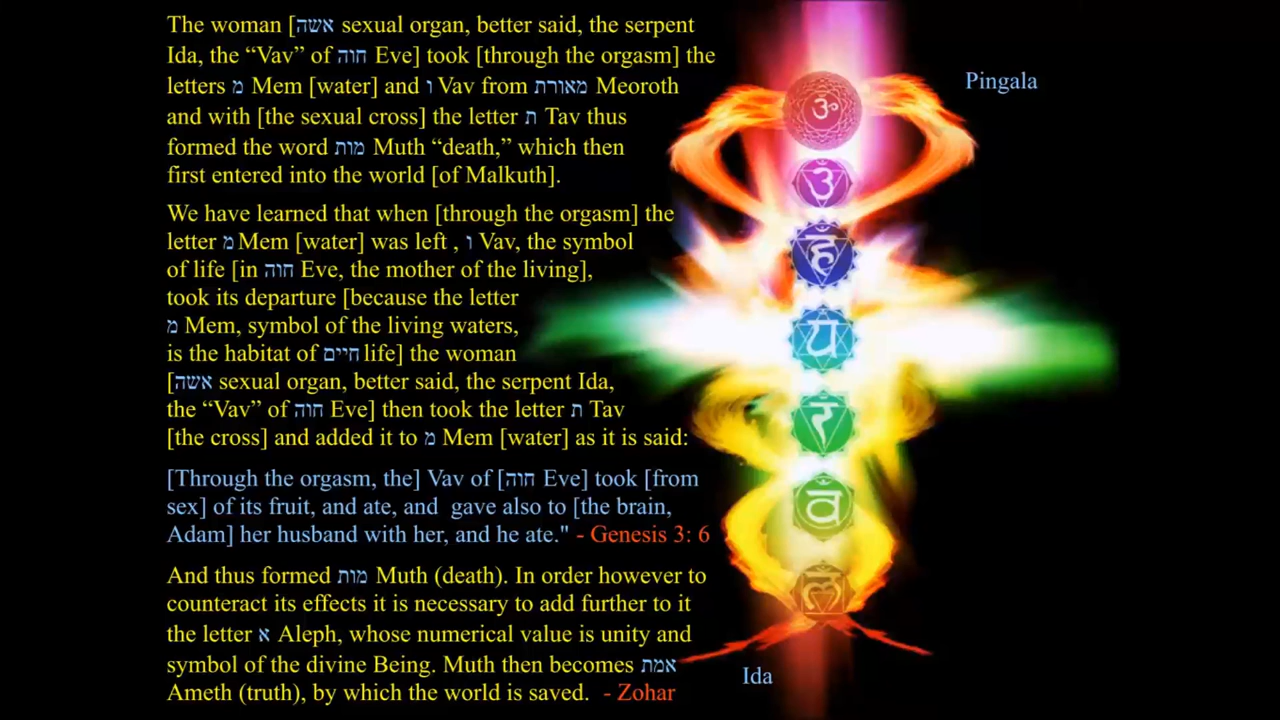 The woman [אשה sexual organ, better said, the serpent
Ida, the “Vav” of חוה Eve] took [through the orgasm] the
letters מ Mem [water] and ו Vav from מאורת Meoroth
and with [the sexual cross] the letter ת Tav thus
formed the word מות Muth “death,” which then
first entered into the world [of Malkuth].
We have learned that when [through the orgasm] the
letter מ Mem [water] was left , ו Vav, the symbol
of life [in חוה Eve, the mother of the living],
took its departure [because the letter
מ Mem, symbol of the living waters,
is the habitat of חיים life] the woman
[אשה sexual organ, better said, the serpent Ida,
the “Vav” of חוה Eve] then took the letter ת Tav
[the cross] and added it to מ Mem [water] as it is said:
[Through the orgasm, the] Vav of [חוה Eve] took [from
sex] of its fruit, and ate, and gave also to [the brain,
Adam] her husband with her, and he ate." - Genesis 3: 6
And thus formed מות Muth (death). In order however to
counteract its effects it is necessary to add further to it
the letter א Aleph, whose numerical value is unity and
symbol of the divine Being. Muth then becomes אמת
Ameth (truth), by which the world is saved. - Zohar
Pingala
ॐ
उँ
हं
यं
रं
वं
लं
Ida